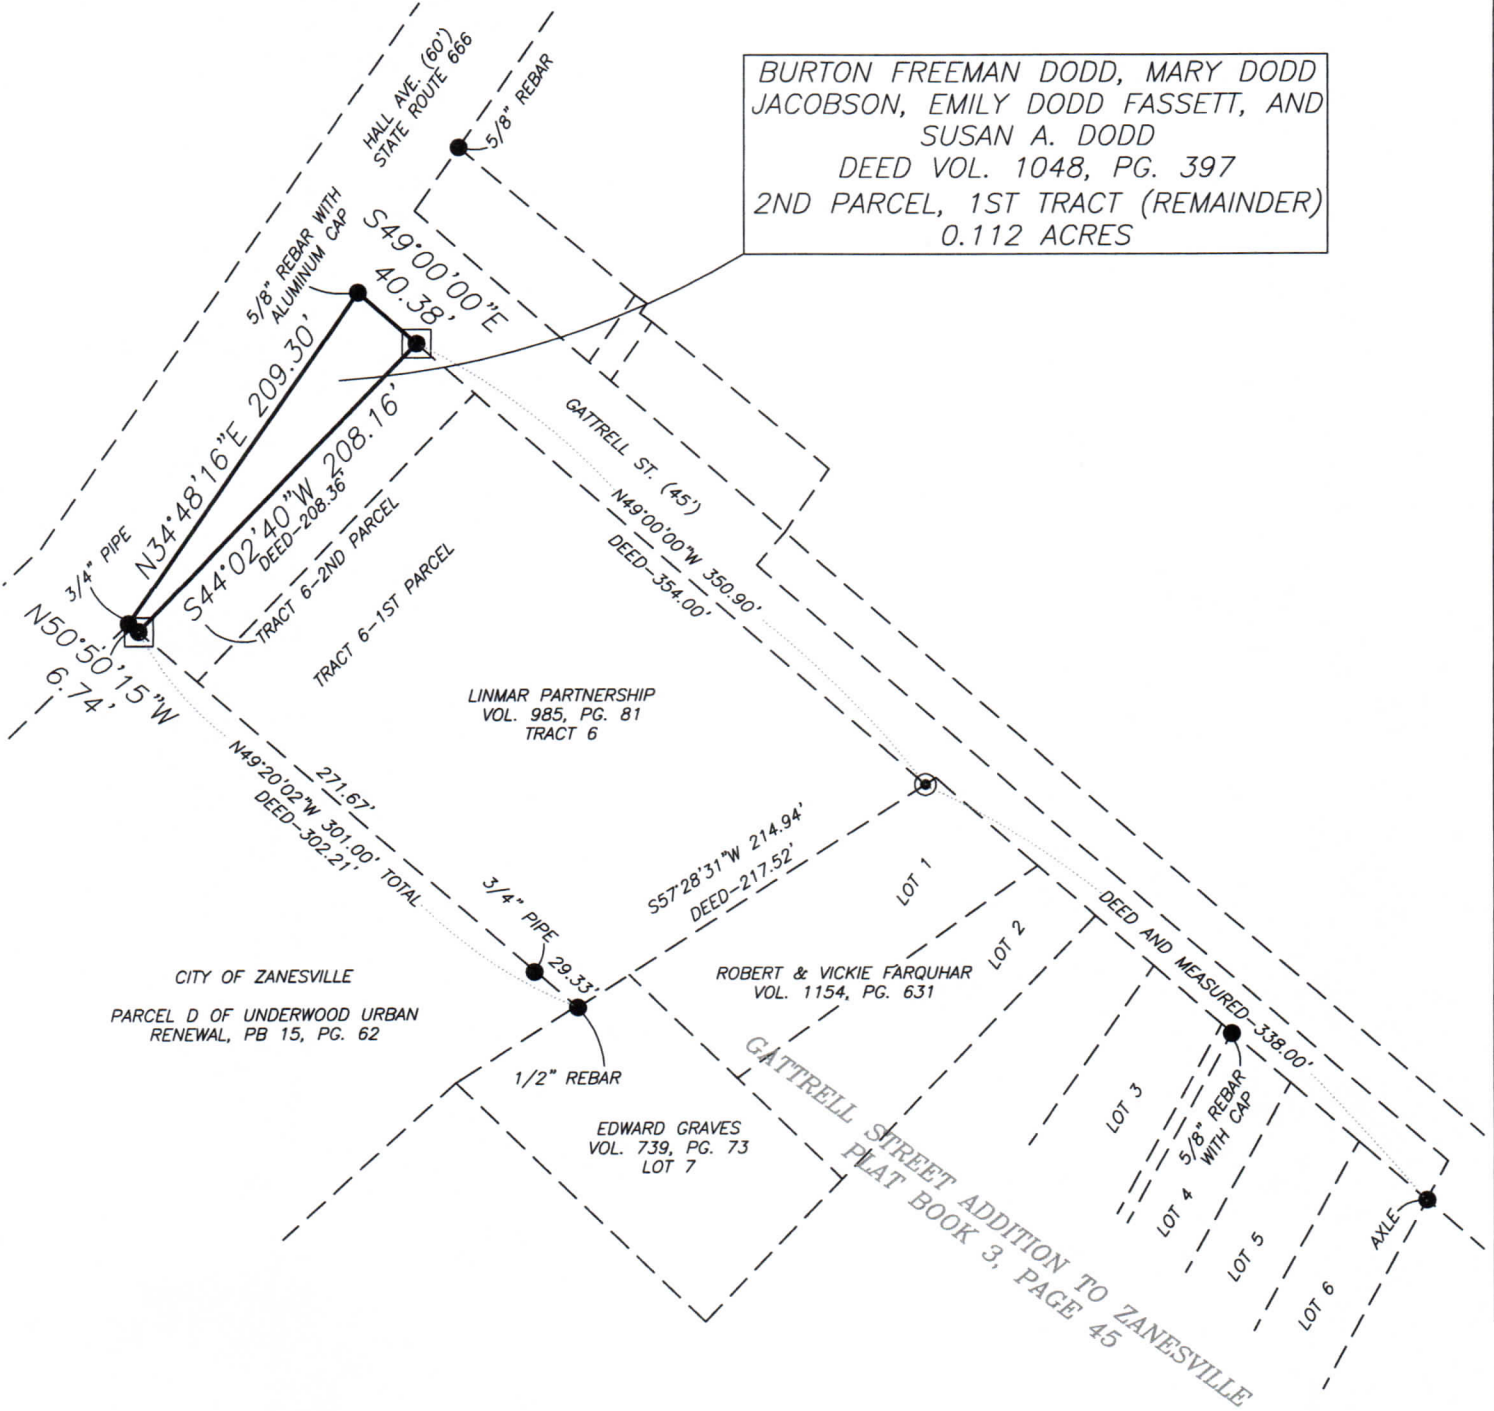 HALL AVE. (60')
STATE ROUTE 666
5/8" REBAR
BURTON FREEMAN DODD, MARY DODD
JACOBSON, EMILY DODD FASSETT, AND
SUSAN A. DODD
DEED VOL. 1048, PG. 397
2ND PARCEL, 1ST TRACT (REMAINDER)
0.112 ACRES
5/8" REBAR WITH
ALUMINUM CAP
S49°00'00"E
40.38'
N34°48'16"E 209.30'
S44°02'40"W 208.16'
DEED-208.36'
3/4" PIPE
N50°50'15"W
6.74'
TRACT 6-2ND PARCEL
TRACT 6-1ST PARCEL
GATTRELL ST. (45')
N49°00'00"W 350.90'
DEED-354.00'
LINMAR PARTNERSHIP
VOL. 985, PG. 81
TRACT 6
271.67'
N49°20'02"W 301.00' TOTAL
DEED-302.21'
S57°28'31"W 214.94'
DEED-217.52'
3/4" PIPE
29.33'
1/2" REBAR
CITY OF ZANESVILLE
PARCEL D OF UNDERWOOD URBAN
RENEWAL, PB 15, PG. 62
LOT 1
LOT 2
ROBERT & VICKIE FARQUHAR
VOL. 1154, PG. 631
DEED AND MEASURED-338.00'
EDWARD GRAVES
VOL. 739, PG. 73
LOT 7
GATTRELL STREET ADDITION TO ZANESVILLE
PLAT BOOK 3, PAGE 45
LOT 3
5/8" REBAR
WITH CAP
LOT 4
LOT 5
LOT 6
AXLE